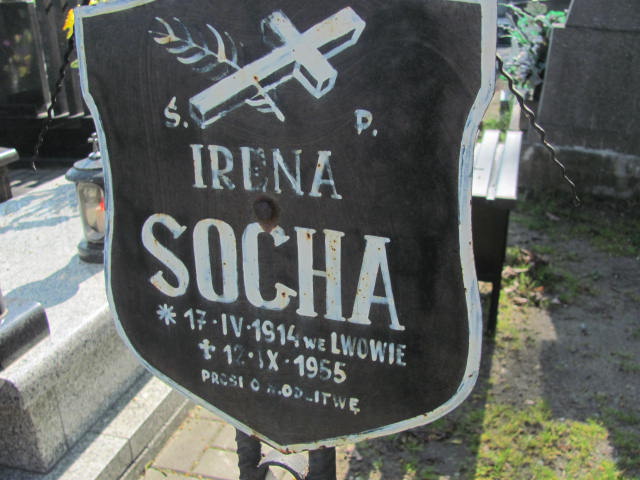 Ś. P.
IRENA
SOCHA
* 17·IV·1914 WE LWOWIE
✝ 12·IX·1955
PROSI O MODLITWĘ